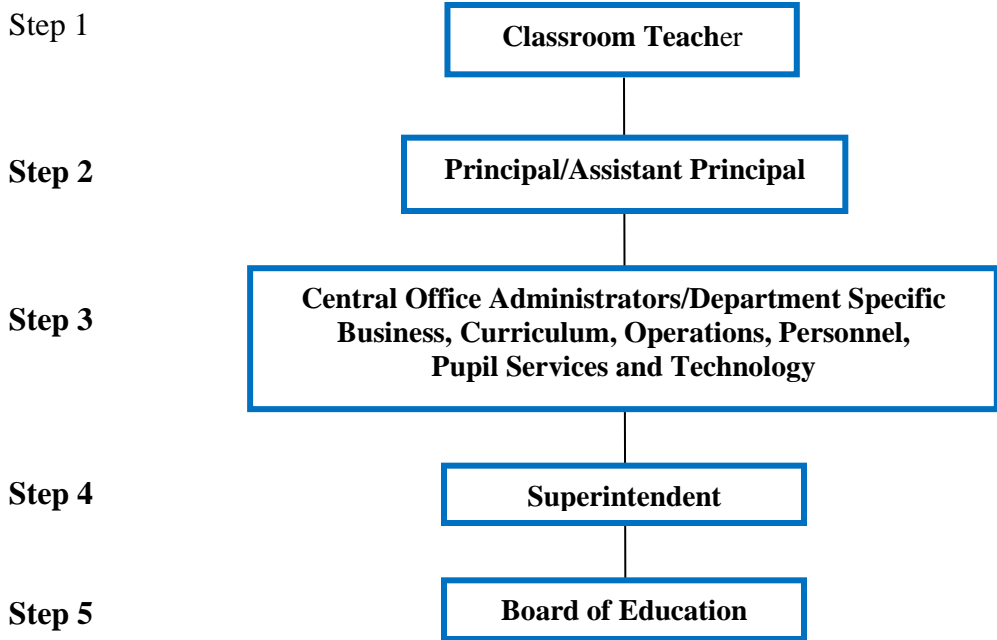 Step 1
Classroom Teacher
Step 2
Principal/Assistant Principal
Step 3
Central Office Administrators/Department Specific
Business, Curriculum, Operations, Personnel,
Pupil Services and Technology
Step 4
Superintendent
Step 5
Board of Education